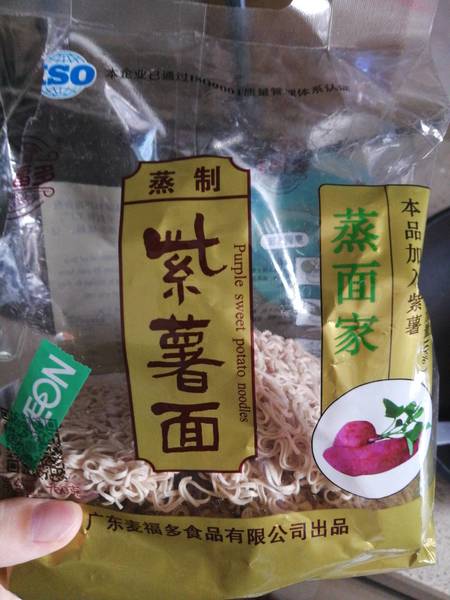 ISO
本企业已通过ISO9001质量管理体系认证
蒸制
紫薯面
Purple sweet potato noodles
蒸面家
本品加入紫薯
广东麦福多食品有限公司出品